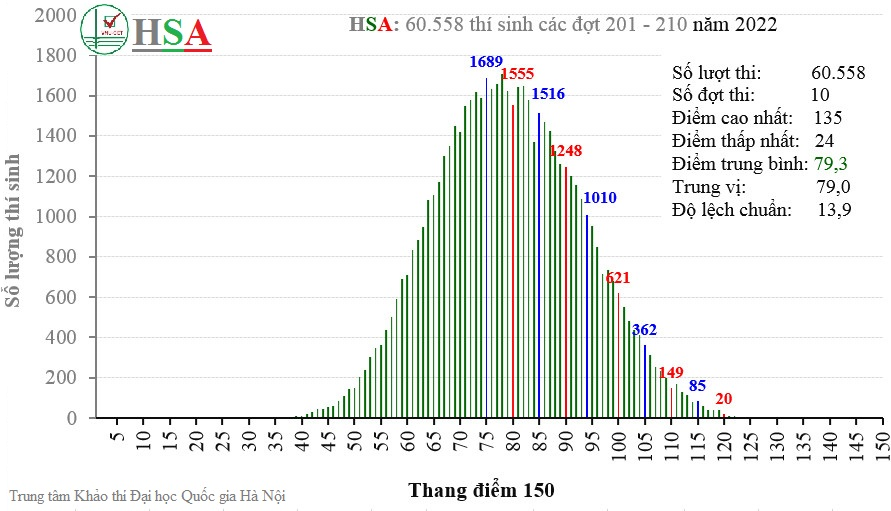 VNU-CET
HSA
HSA: 60.558 thí sinh các đợt 201 - 210 năm 2022
Số lượng thí sinh
2000
1800
1600
1400
1200
1000
800
600
400
200
0
1689
1555
1516
1248
1010
621
362
149
85
20
Số lượt thi: 60.558
Số đợt thi: 10
Điểm cao nhất: 135
Điểm thấp nhất: 24
Điểm trung bình: 79,3
Trung vị: 79,0
Độ lệch chuẩn: 13,9
5 10 15 20 25 30 35 40 45 50 55 60 65 70 75 80 85 90 95 100 105 110 115 120 125 130 135 140 145 150
Thang điểm 150
Trung tâm Khảo thí Đại học Quốc gia Hà Nội